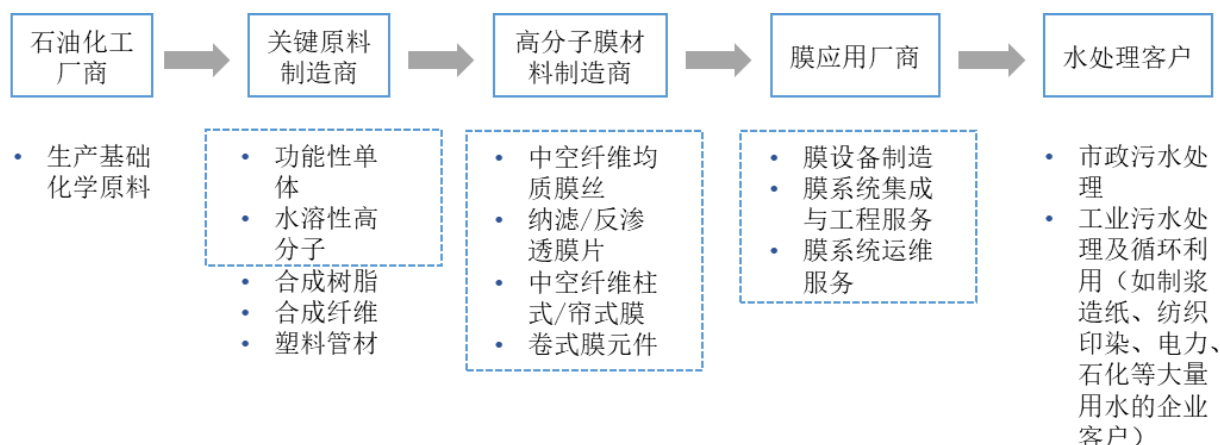 石油化工
厂商
关键原料
制造商
高分子膜材
料制造商
膜应用厂商
水处理客户
• 生产基础
化学原料
• 功能性单
体
• 水溶性高
分子
• 合成树脂
• 合成纤维
• 塑料管材
• 中空纤维均
质膜丝
• 纳滤/反渗
透膜片
• 中空纤维柱
式/帘式膜
• 卷式膜元件
• 膜设备制造
• 膜系统集成
与工程服务
• 膜系统运维
服务
• 市政污水处
理
• 工业污水处
理及循环利
用（如制浆
造纸、纺织
印染、电力、
石化等大量
用水的企业
客户）